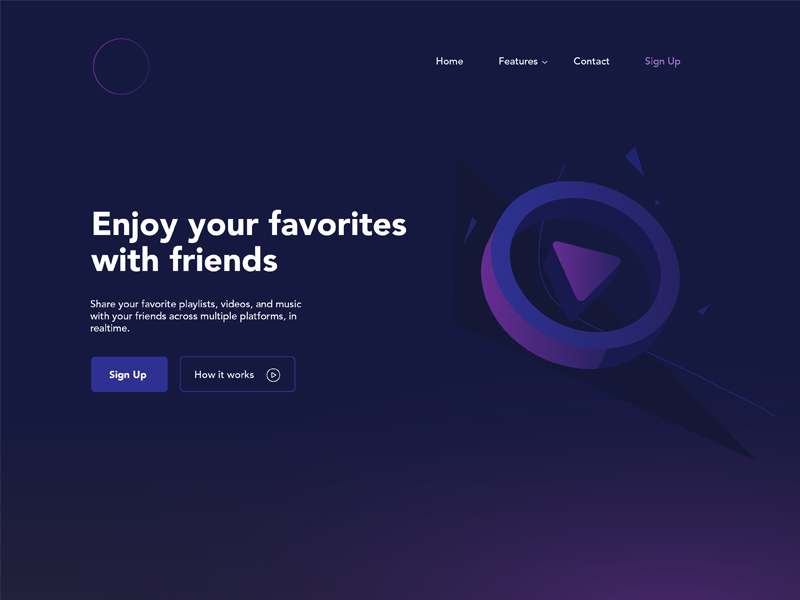 Home Features Contact Sign Up
Enjoy your favorites
with friends
Share your favorite playlists, videos, and music
with your friends across multiple platforms, in
realtime.
Sign Up How it works